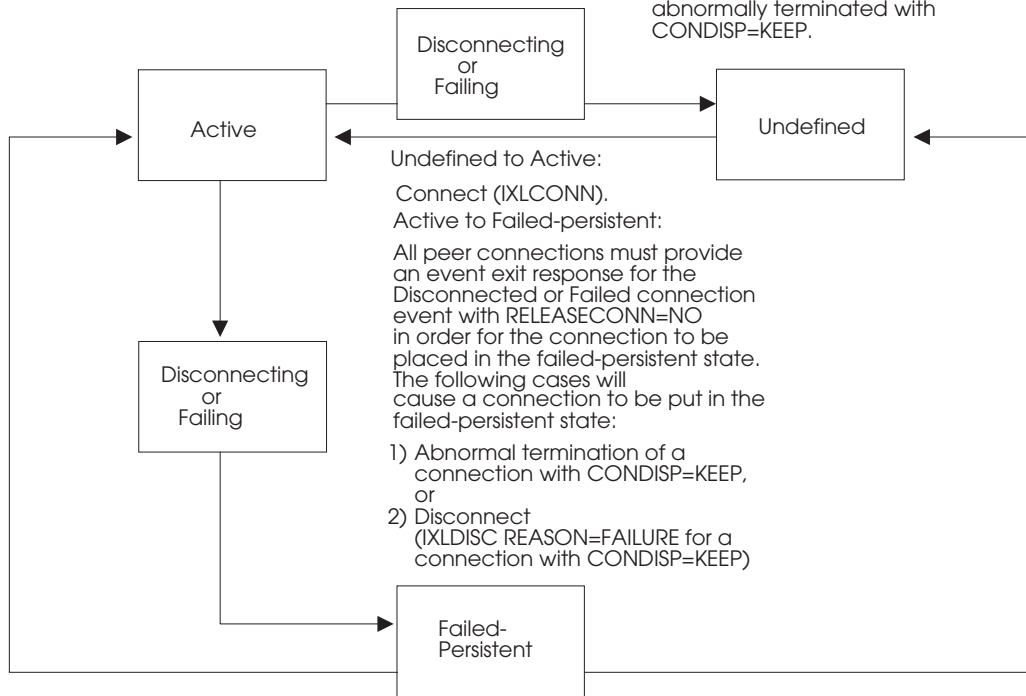 abnormally terminated with
CONDISP=KEEP.
Disconnecting
or
Failing
Active
Undefined
Undefined to Active:
Connect (IXLCONN).
Active to Failed-persistent:
All peer connections must provide
an event exit response for the
Disconnected or Failed connection
event with RELEASECONN=NO
in order for the connection to be
placed in the failed-persistent state.
The following cases will
cause a connection to be put in the
failed-persistent state:
1) Abnormal termination of a
connection with CONDISP=KEEP,
or
2) Disconnect
(IXLDISC REASON=FAILURE for a
connection with CONDISP=KEEP)
Disconnecting
or
Failing
Failed-
Persistent